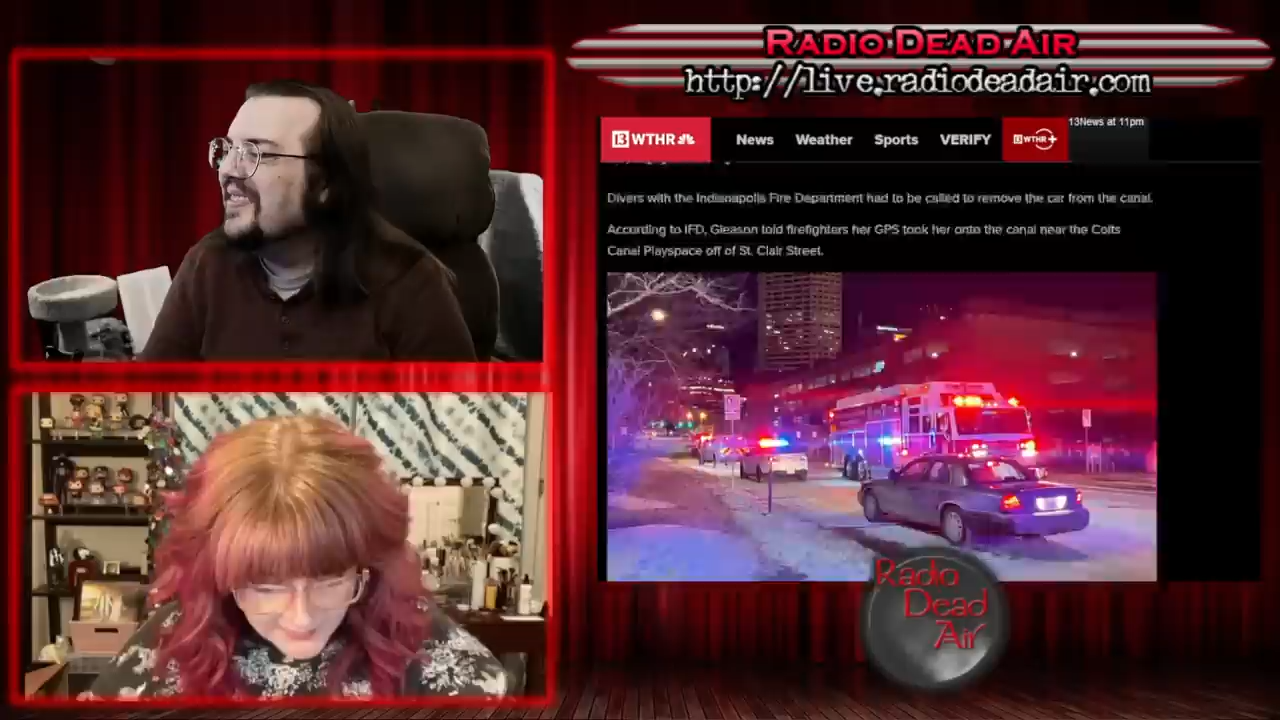 RADIO DEAD AIR
http://live.radiodeadair.com
13 WTHR
News
Weather
Sports
VERIFY
13 WTHR+
13News at 11pm
Divers with the Indianapolis Fire Department had to be called to remove the car from the canal.
According to IFD, Gleason told firefighters her GPS took her onto the canal near the Colts
Canal Playspace off of St. Clair Street.
Radio
Dead
Air